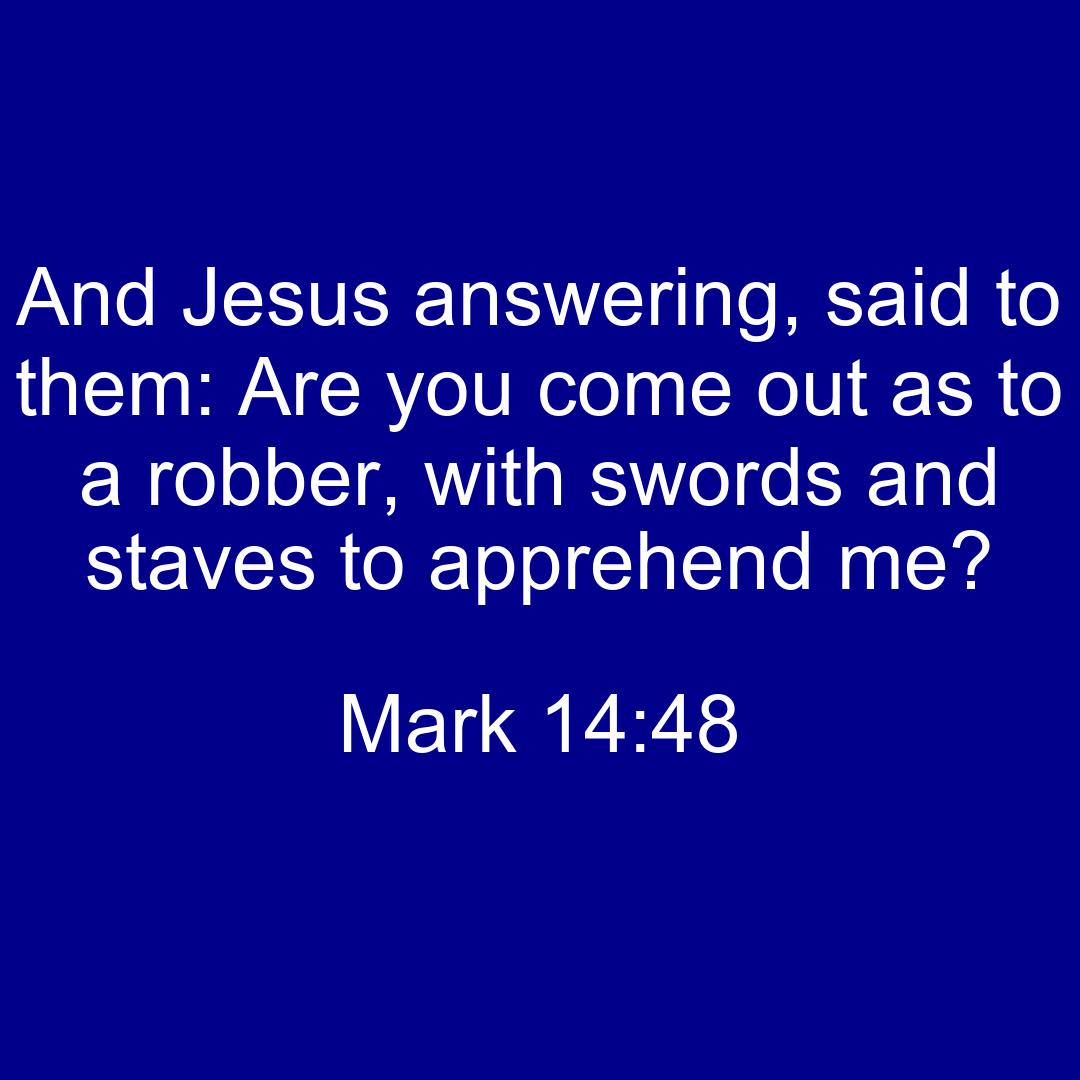 And Jesus answering, said to
them: Are you come out as to
a robber, with swords and
staves to apprehend me?
Mark 14:48